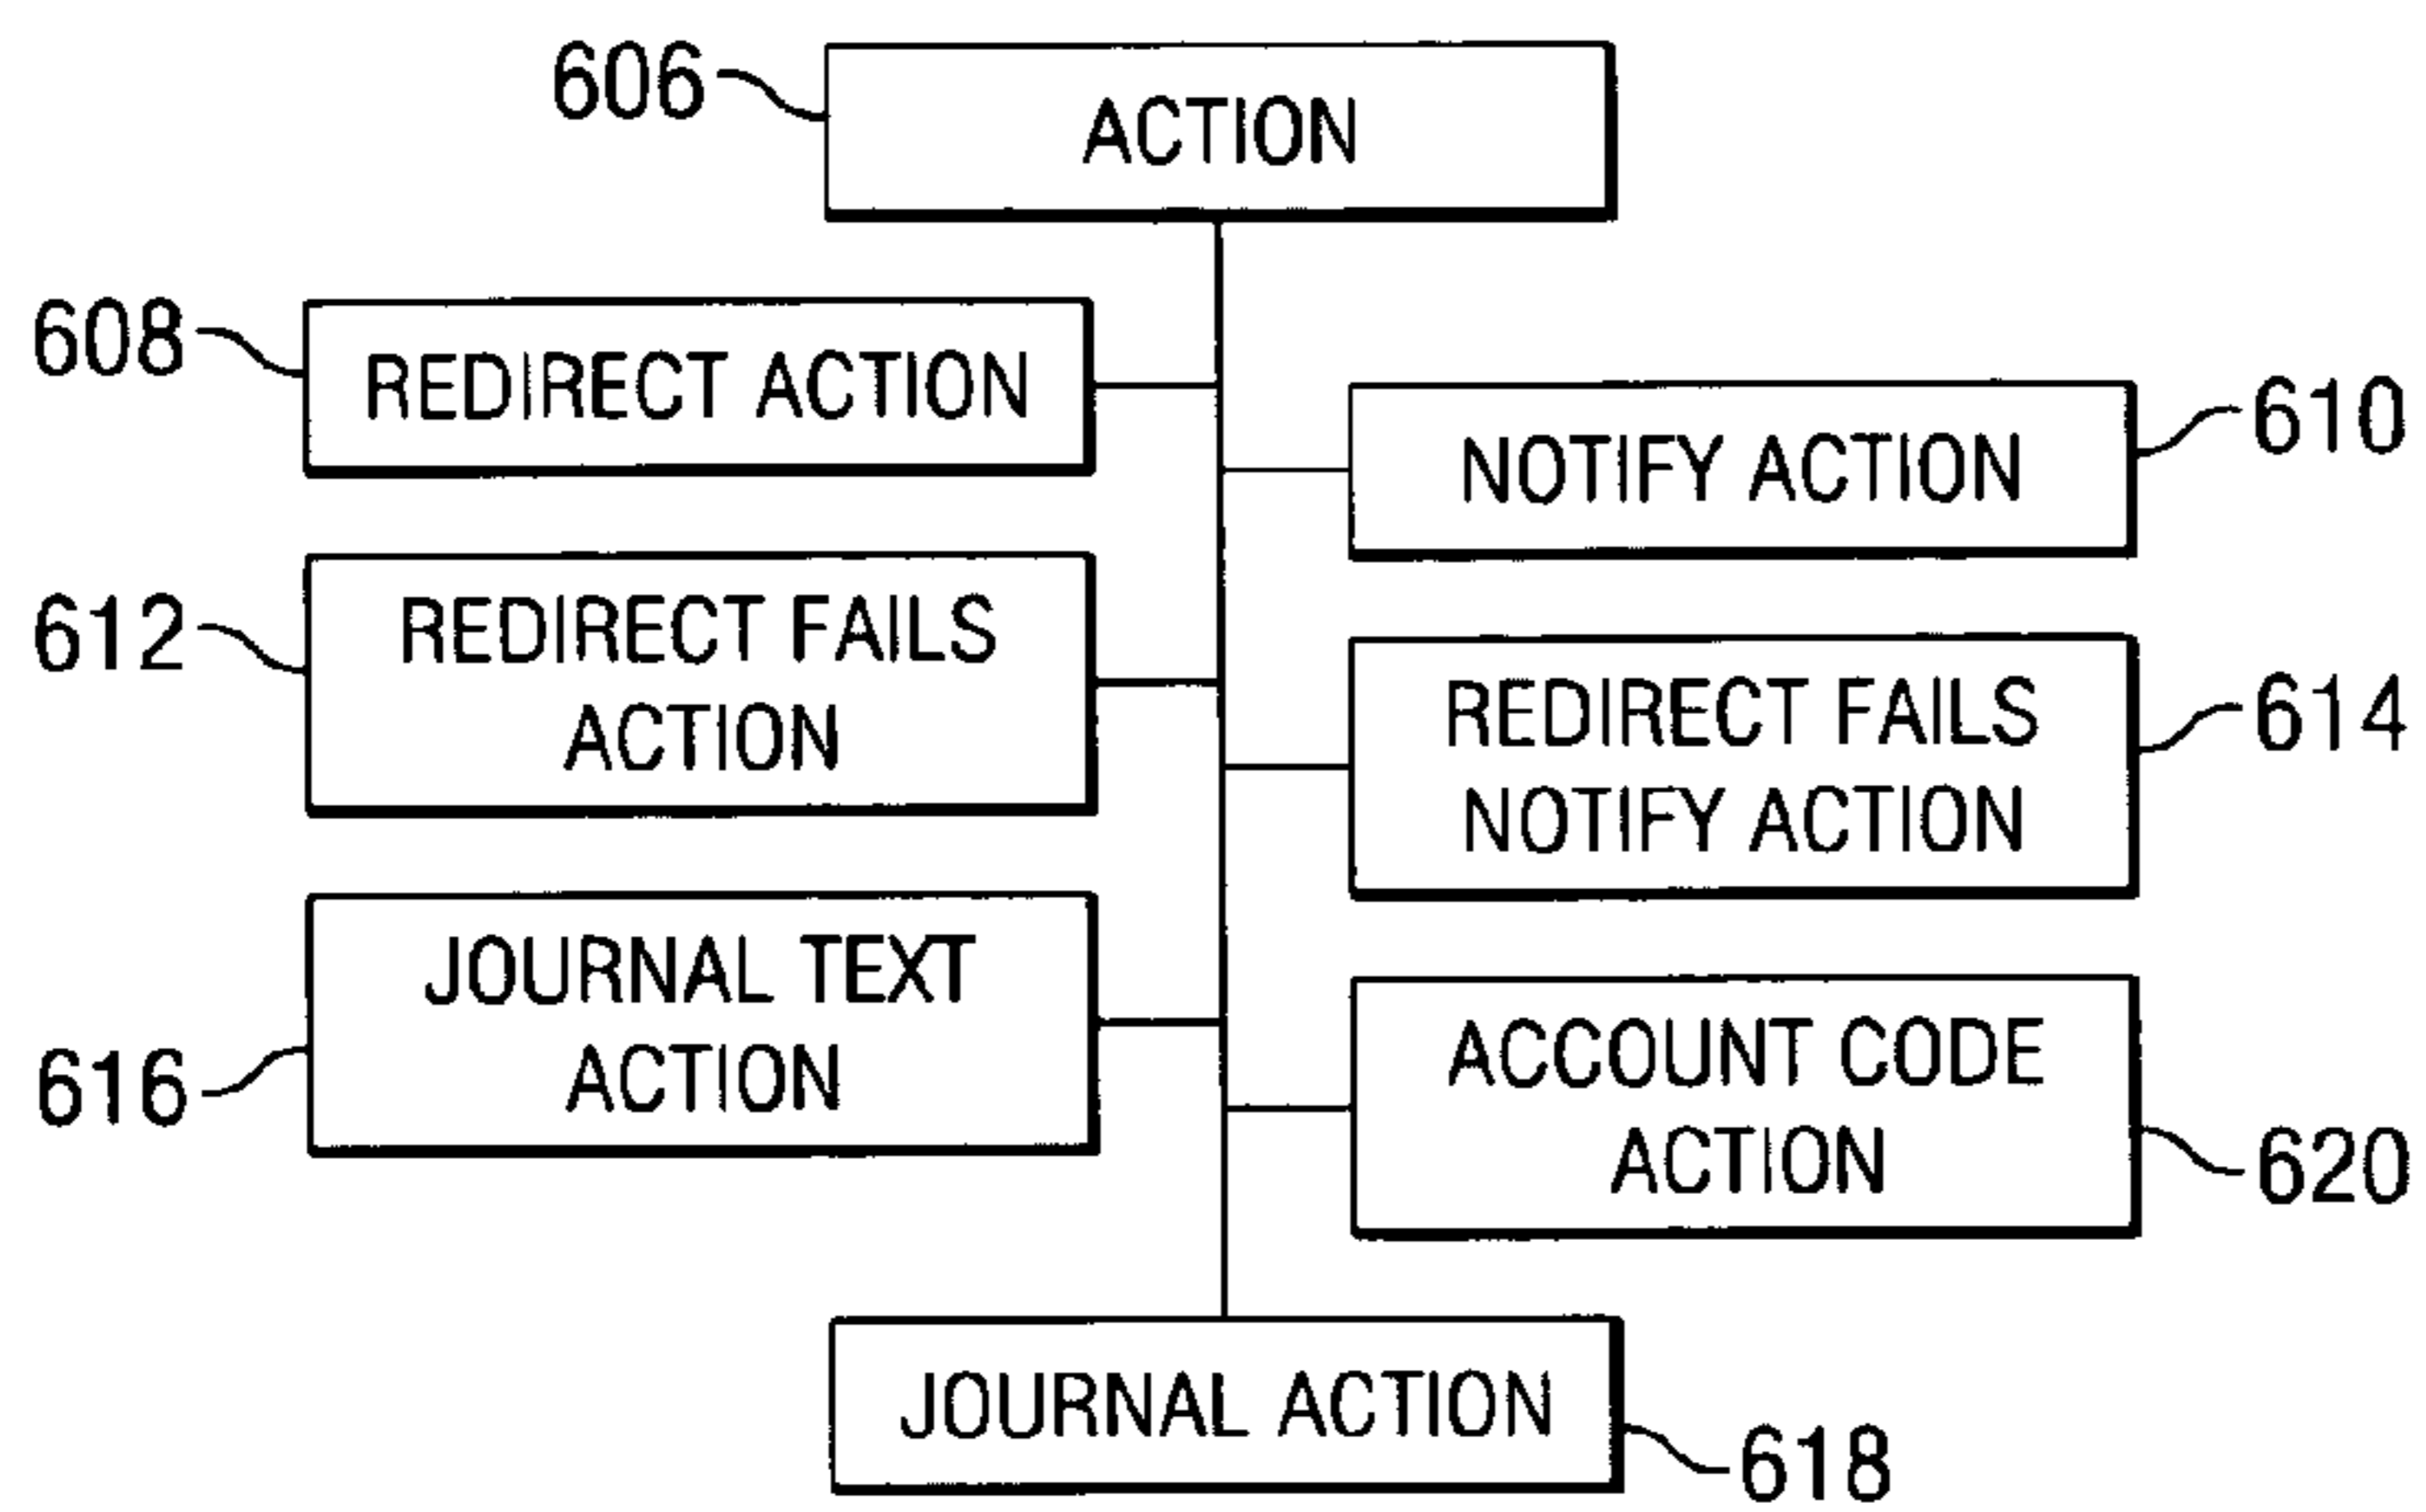 606
ACTION
608
REDIRECT ACTION
NOTIFY ACTION
610
612
REDIRECT FAILS
ACTION
REDIRECT FAILS
NOTIFY ACTION
614
JOURNAL TEXT
ACTION
616
ACCOUNT CODE
ACTION
620
JOURNAL ACTION
618